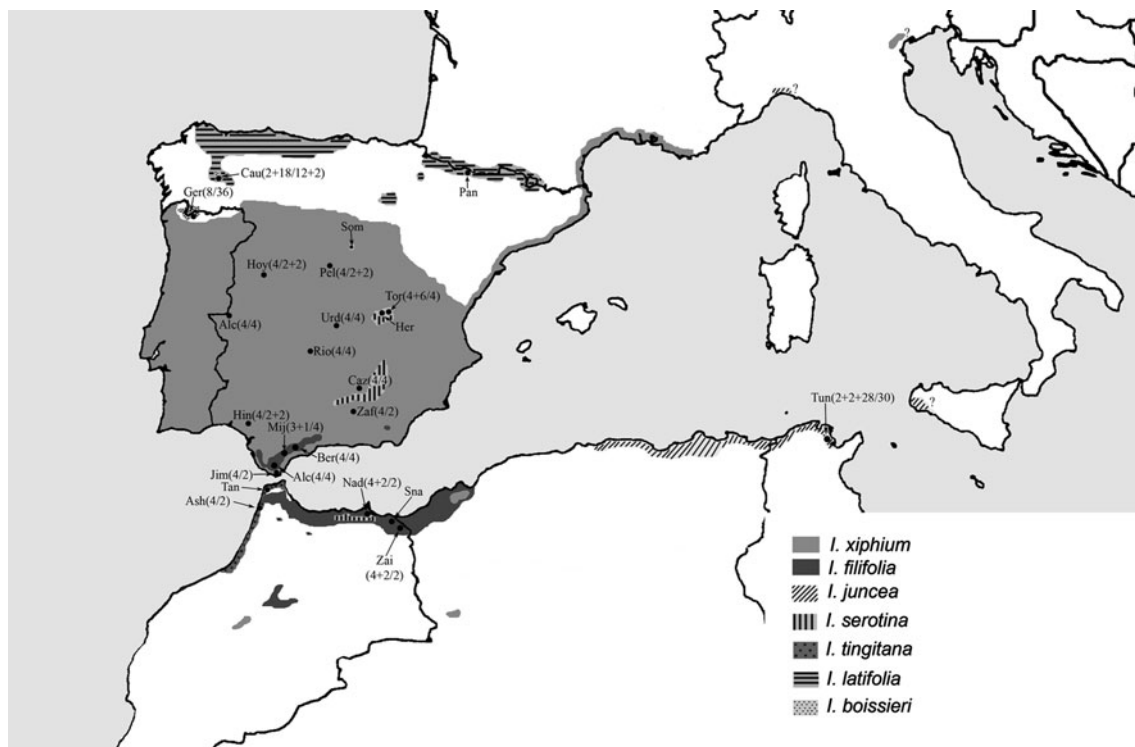 ?
?
Cau(2+18/12+2)
Pan
Ger(8/36)
Som
Hoy(4/2+2)
Pel(4/2+2)
Tor(4+6/4)
Alc(4/4)
Urd(4/4)
Her
Rio(4/4)
Caz(4/4)
Zaf(4/2)
Hin(4/2+2)
Mij(3+1/4)
Ber(4/4)
Tun(2+2+28/30)
?
Jim(4/2)
Alc(4/4)
Tan
Nad(4+2/2)
Sna
Ash(4/2)
Zai
(4+2/2)
I. xiphium
I. filifolia
I. juncea
I. serotina
I. tingitana
I. latifolia
I. boissieri